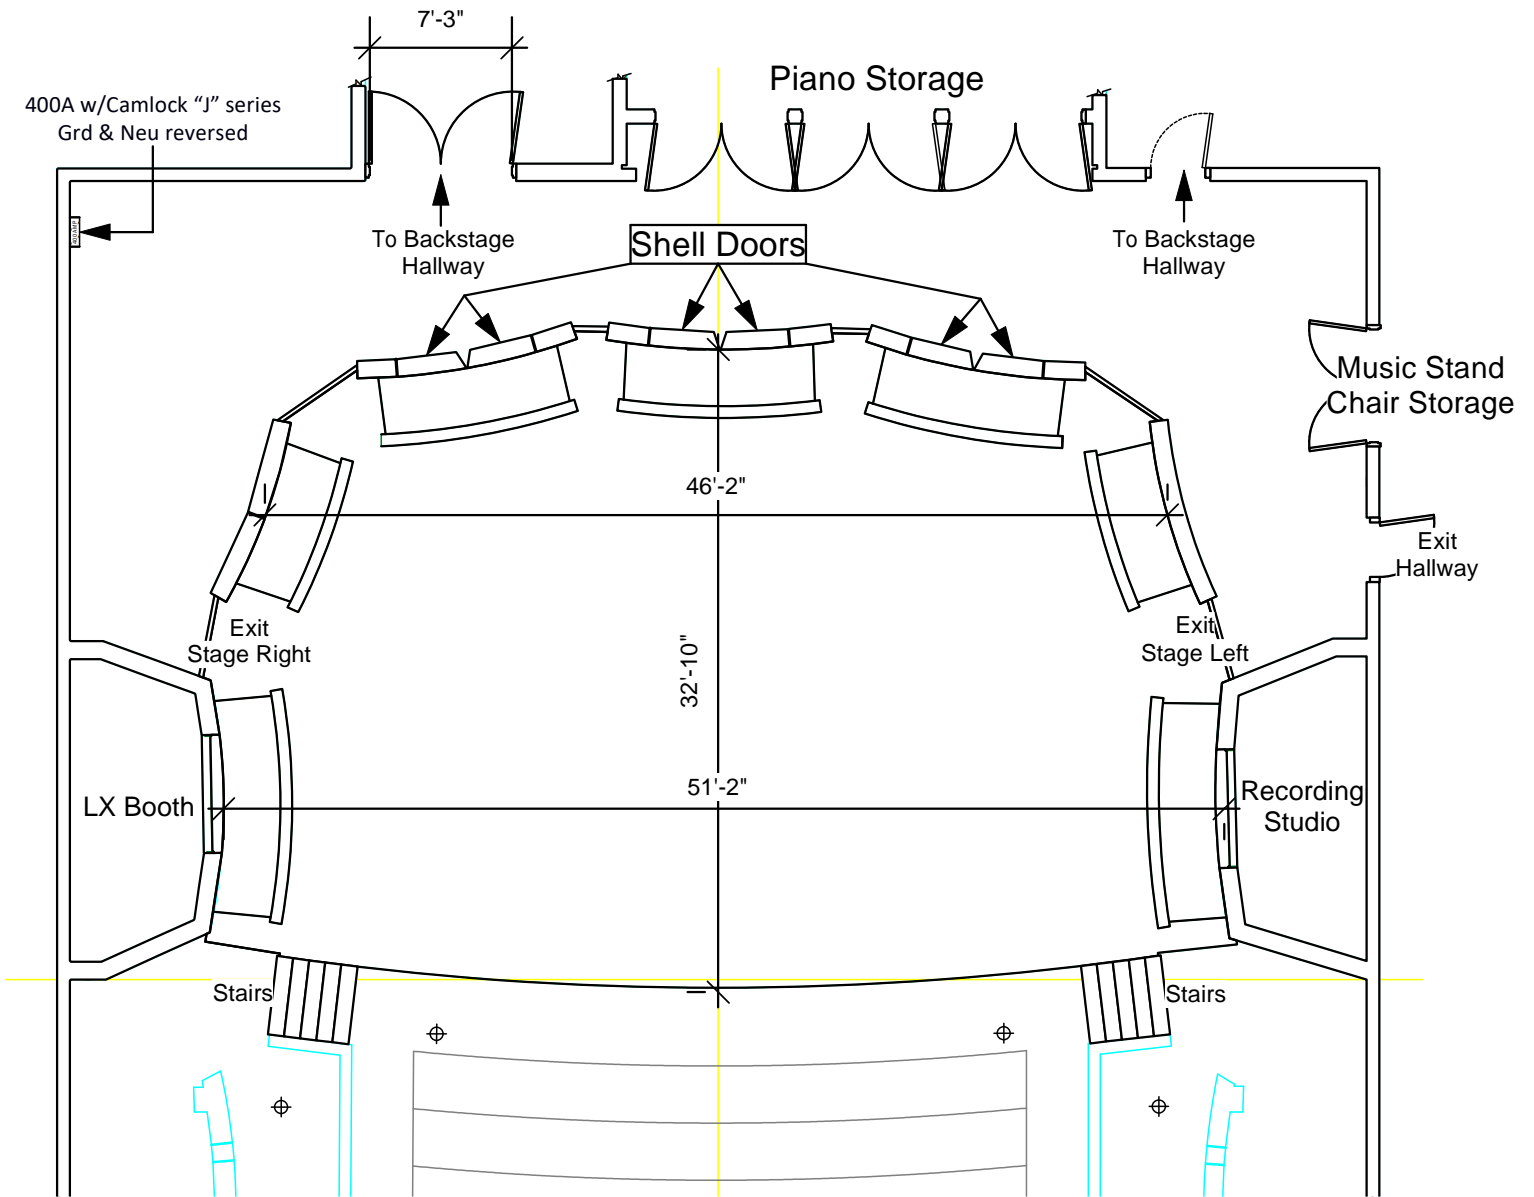 7'-3"
Piano Storage
400A w/Camlock “J” series
Grd & Neu reversed
400AMP
To Backstage
Hallway
Shell Doors
To Backstage
Hallway
Music Stand
Chair Storage
46'-2"
Exit
Hallway
Exit
Stage Right
Exit
Stage Left
32'-10"
51'-2"
LX Booth
Recording
Studio
Stairs
Stairs